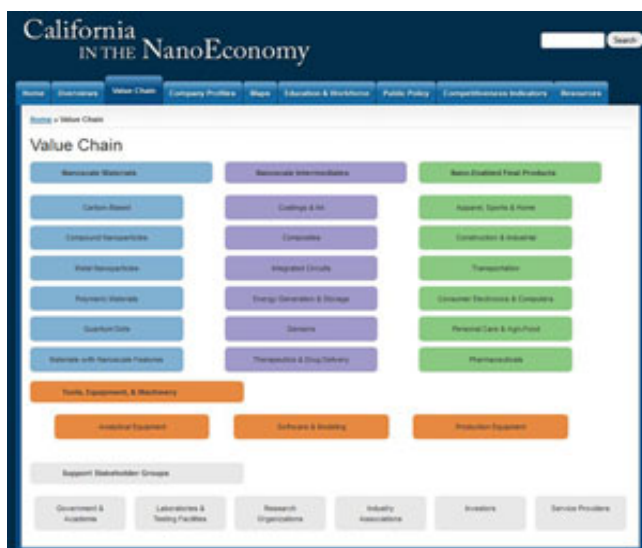 California
IN THE NanoEconomy
Search
Home Overviews Value Chain Company Profiles Maps Education & Workforce Public Policy Competitiveness Indicators Resources
Home » Value Chain
Value Chain
Nanoscale Materials Nanoscale Intermediates Nano-Enabled Final Products
Carbon-Based Coatings & Ink Apparel, Sports & Home
Compound Nanoparticles Composites Construction & Industrial
Metal Nanoparticles Integrated Circuits Transportation
Polymeric Materials Energy Generation & Storage Consumer Electronics & Computers
Quantum Dots Sensors Personal Care & Agri-Food
Materials with Nanoscale Features Therapeutics & Drug Delivery Pharmaceuticals
Tools, Equipment, & Machinery
Analytical Equipment Software & Modeling Production Equipment
Support Stakeholder Groups
Government & Laboratories & Research Industry Investors Service Providers
Academia Testing Facilities Organizations Associations